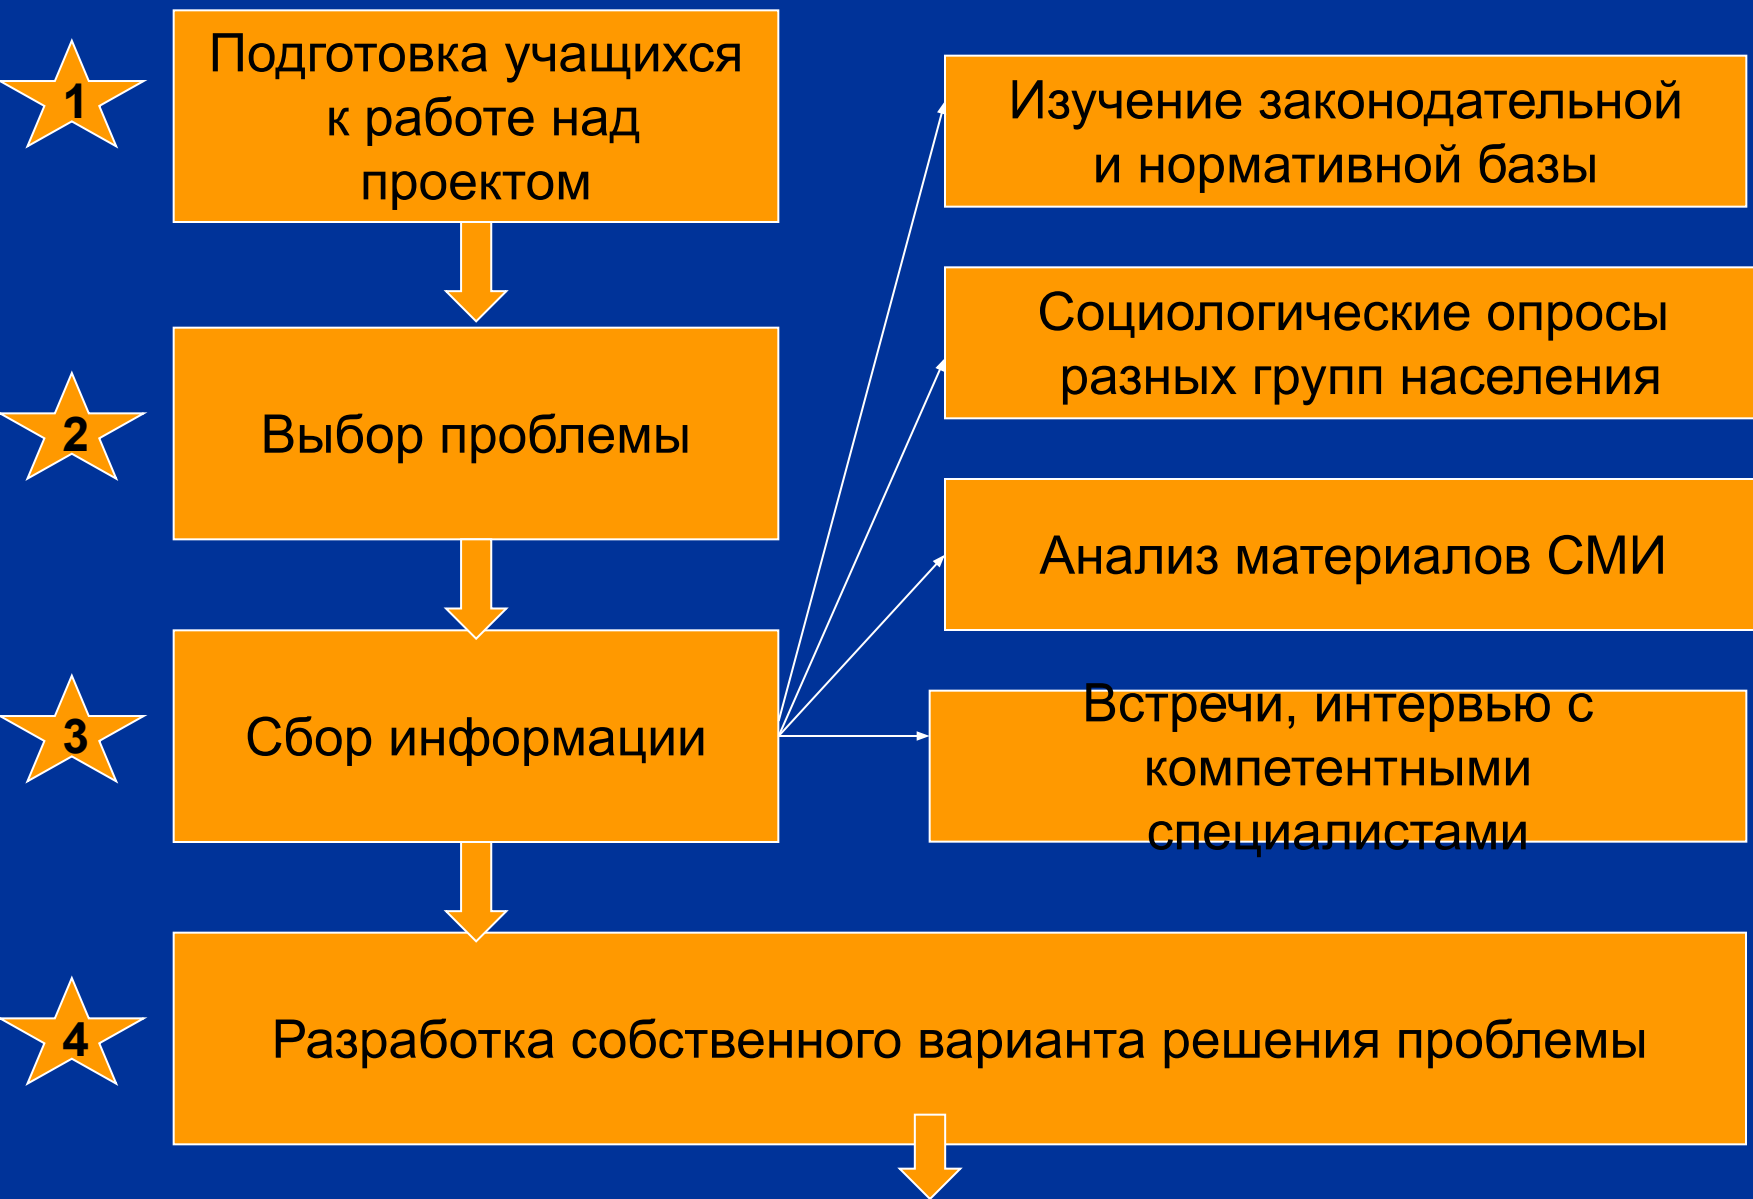 1
Подготовка учащихся
к работе над
проектом
2
Выбор проблемы
3
Сбор информации
Изучение законодательной
и нормативной базы
Социологические опросы
разных групп населения
Анализ материалов СМИ
Встречи, интервью с
компетентными
специалистами
4
Разработка собственного варианта решения проблемы